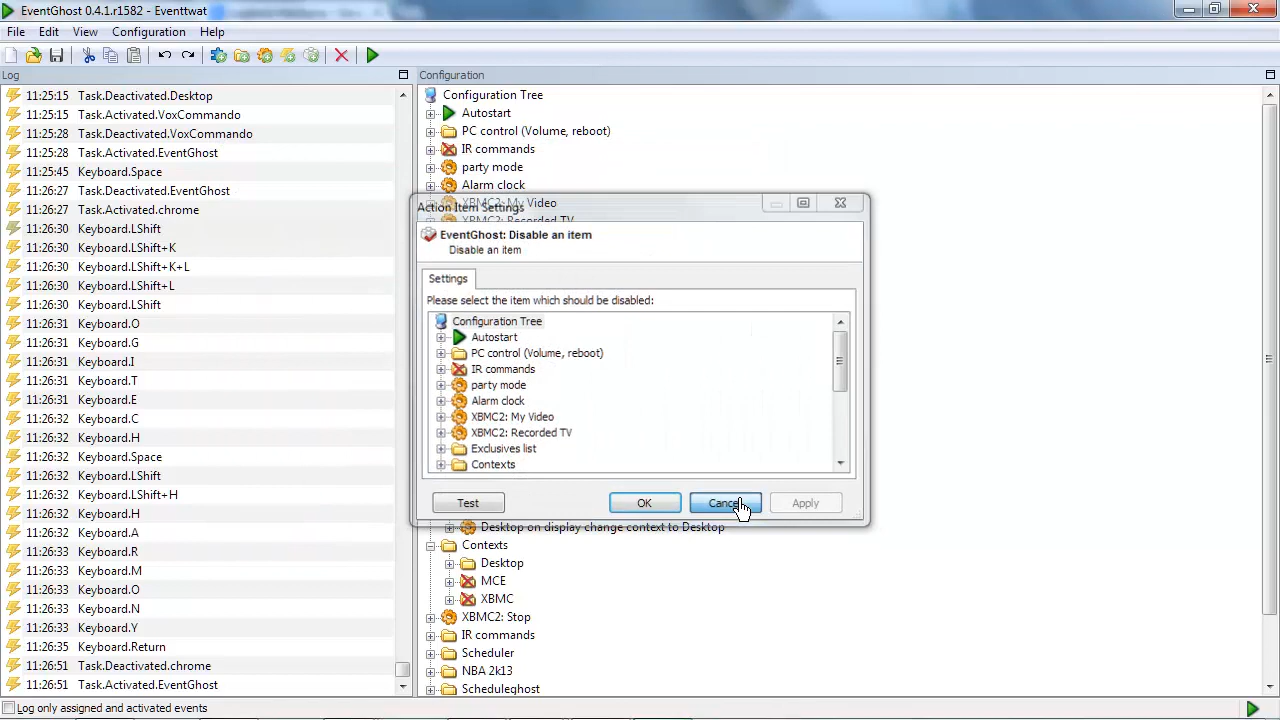 EventGhost 0.4.1.r1582 - Eventtwat
File Edit View Configuration Help
Log
11:25:15 Task.Deactivated.Desktop
11:25:15 Task.Activated.VoxCommando
11:25:28 Task.Deactivated.VoxCommando
11:25:28 Task.Activated.EventGhost
11:25:45 Keyboard.Space
11:26:27 Task.Deactivated.EventGhost
11:26:27 Task.Activated.chrome
11:26:30 Keyboard.LShift
11:26:30 Keyboard.LShift+K
11:26:30 Keyboard.LShift+K+L
11:26:30 Keyboard.LShift+L
11:26:30 Keyboard.LShift
11:26:31 Keyboard.O
11:26:31 Keyboard.G
11:26:31 Keyboard.I
11:26:31 Keyboard.T
11:26:31 Keyboard.E
11:26:32 Keyboard.C
11:26:32 Keyboard.H
11:26:32 Keyboard.Space
11:26:32 Keyboard.LShift
11:26:32 Keyboard.LShift+H
11:26:32 Keyboard.H
11:26:32 Keyboard.A
11:26:33 Keyboard.R
11:26:33 Keyboard.M
11:26:33 Keyboard.O
11:26:33 Keyboard.N
11:26:33 Keyboard.Y
11:26:35 Keyboard.Return
11:26:51 Task.Deactivated.chrome
11:26:51 Task.Activated.EventGhost
Log only assigned and activated events
Configuration
Configuration Tree
Autostart
PC control (Volume, reboot)
IR commands
party mode
Alarm clock
XBMC2: My Video
XBMC2: Recorded TV
Action Item Settings
EventGhost: Disable an item
Disable an item
Settings
Please select the item which should be disabled:
Configuration Tree
Autostart
PC control (Volume, reboot)
IR commands
party mode
Alarm clock
XBMC2: My Video
XBMC2: Recorded TV
Exclusives list
Contexts
Test OK Cancel Apply
Desktop on display change context to Desktop
Contexts
Desktop
MCE
XBMC
XBMC2: Stop
IR commands
Scheduler
NBA 2k13
Scheduleghost